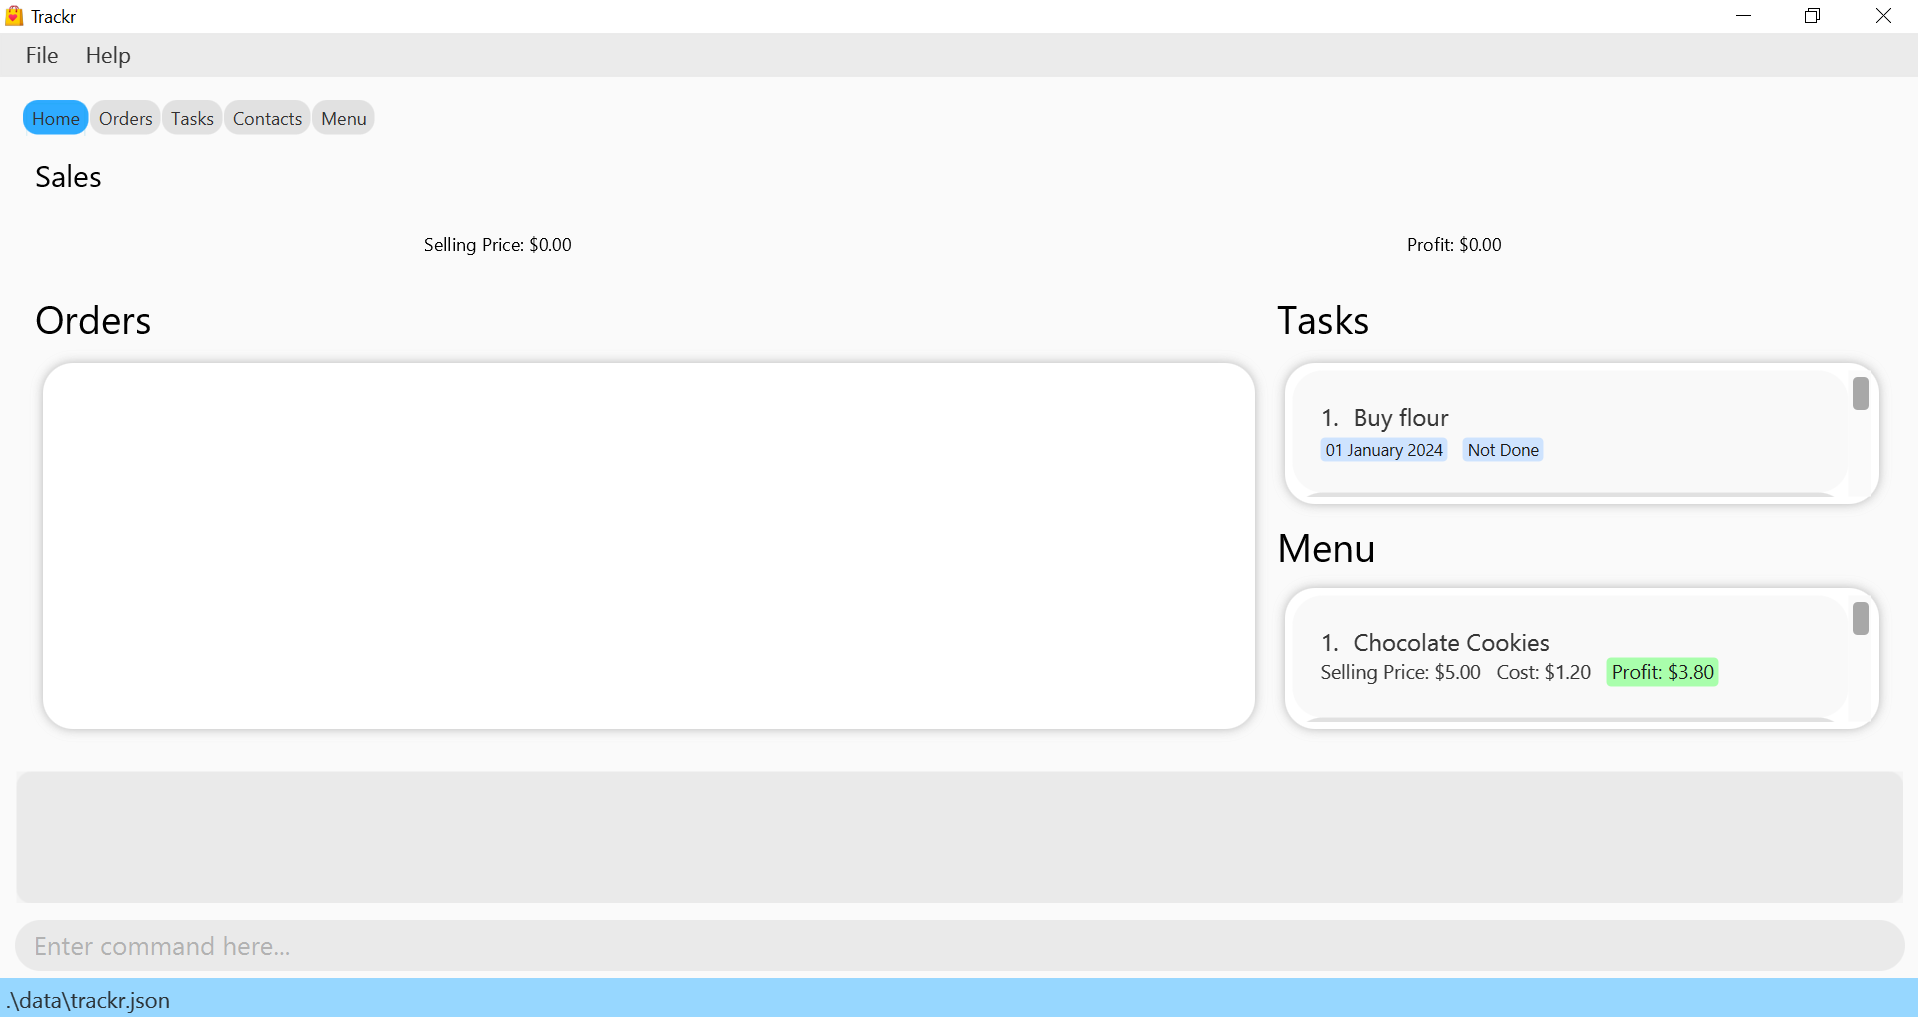 Trackr
File Help
Home Orders Tasks Contacts Menu
Sales
Selling Price: $0.00 Profit: $0.00
Orders
Tasks
1. Buy flour
01 January 2024 Not Done
Menu
1. Chocolate Cookies
Selling Price: $5.00 Cost: $1.20 Profit: $3.80
Enter command here...
.\data\trackr.json